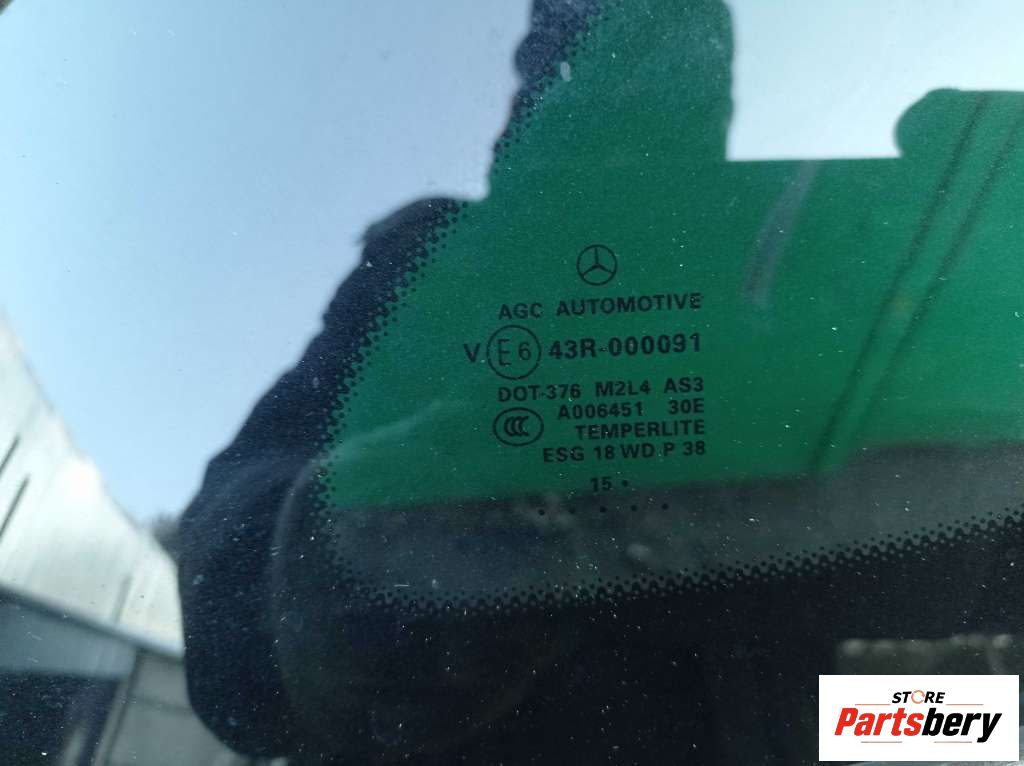 AGC AUTOMOTIVE
V E6 43R-000091
DOT-376 M2L4 AS3
CCC A006451 30E
TEMPERLITE
ESG 18 WD P 38
15 •
• • • • •
STORE
Partsbery